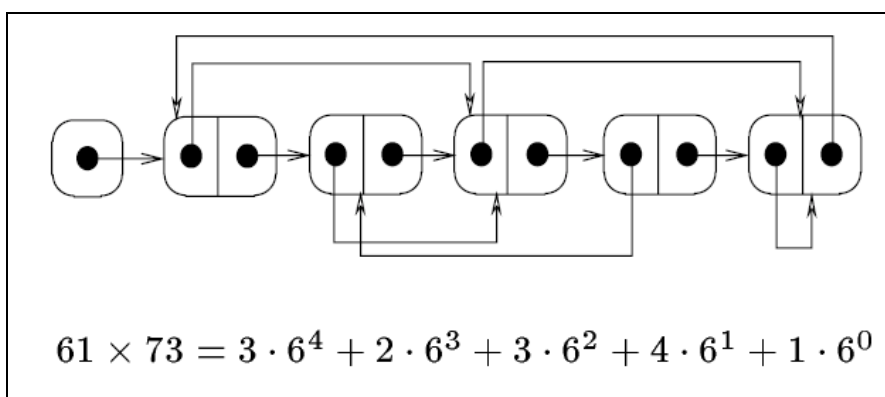 61 × 73 = 3 · 6⁴ + 2 · 6³ + 3 · 6² + 4 · 6¹ + 1 · 6⁰